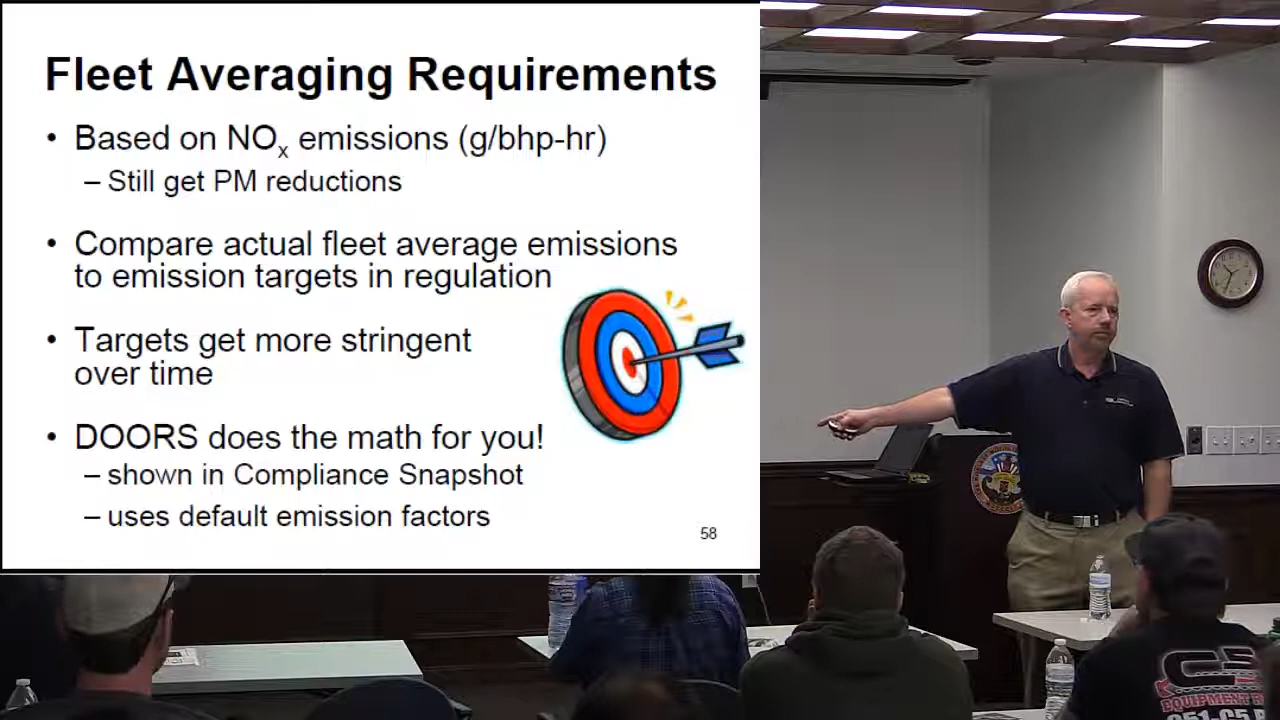 Fleet Averaging Requirements
• Based on NOx emissions (g/bhp-hr)
– Still get PM reductions
• Compare actual fleet average emissions
to emission targets in regulation
• Targets get more stringent
over time
• DOORS does the math for you!
– shown in Compliance Snapshot
– uses default emission factors
58
EQUIPMENT